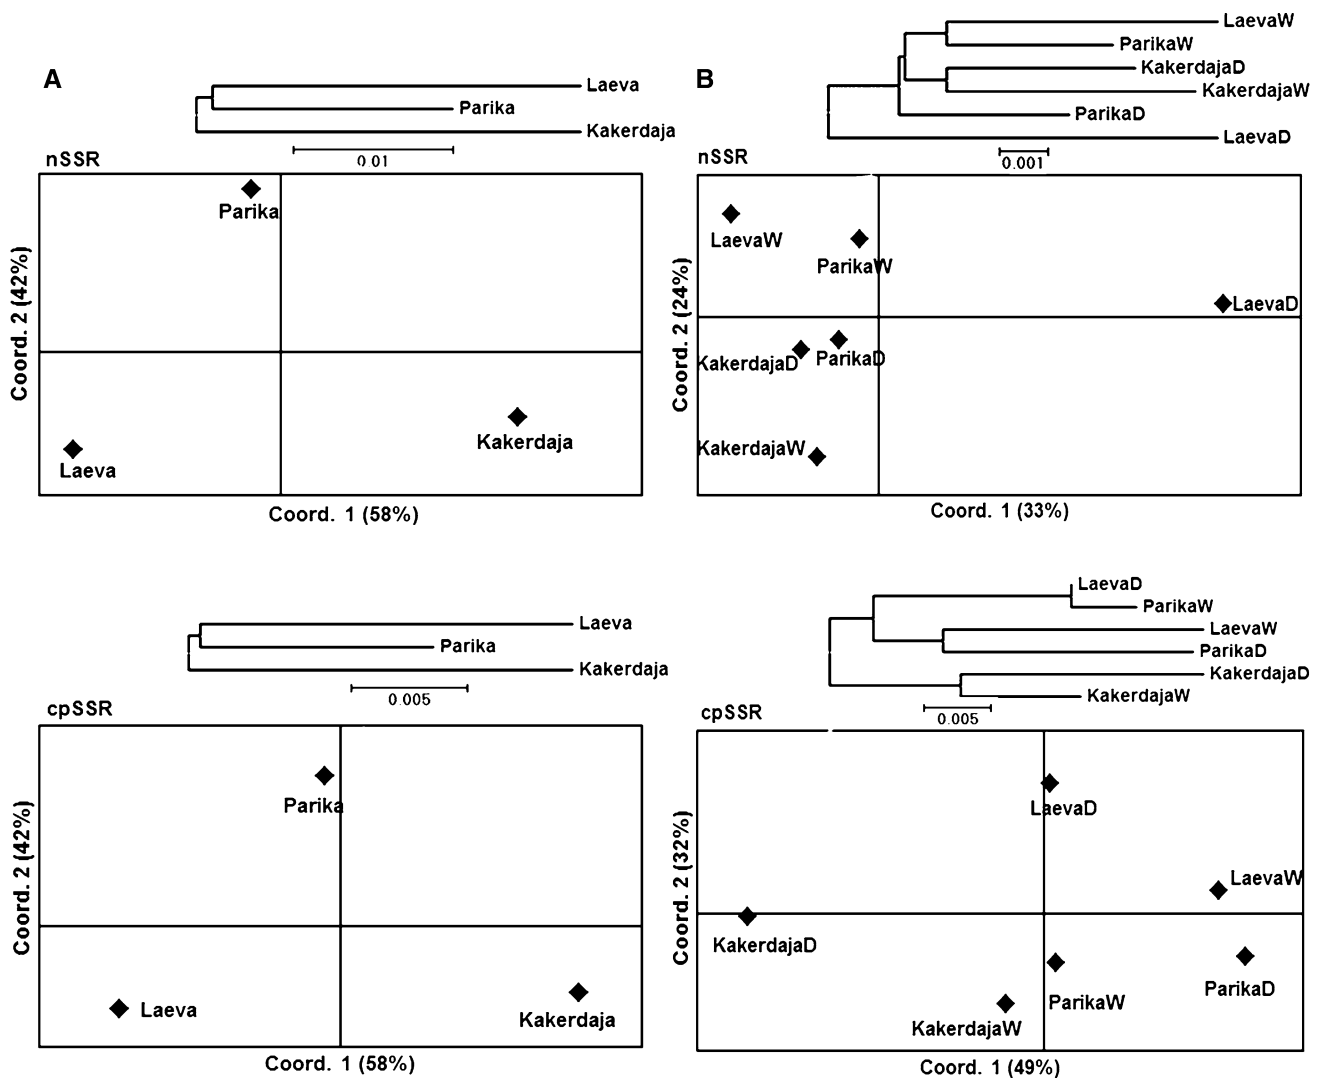 A
Laeva
Parika
Kakerdaja
0.01
nSSR
Parika
Kakerdaja
Laeva
Coord. 2 (42%)
Coord. 1 (58%)
B
LaevaW
ParikaW
KakerdajaD
KakerdajaW
ParikaD
LaevaD
0.001
nSSR
LaevaW
ParikaW
LaevaD
KakerdajaD
ParikaD
KakerdajaW
Coord. 2 (24%)
Coord. 1 (33%)
Laeva
Parika
Kakerdaja
0.005
cpSSR
Parika
Laeva
Kakerdaja
Coord. 2 (42%)
Coord. 1 (58%)
LaevaD
ParikaW
LaevaW
ParikaD
KakerdajaD
KakerdajaW
0.005
cpSSR
LaevaD
LaevaW
KakerdajaD
ParikaD
ParikaW
KakerdajaW
Coord. 2 (32%)
Coord. 1 (49%)